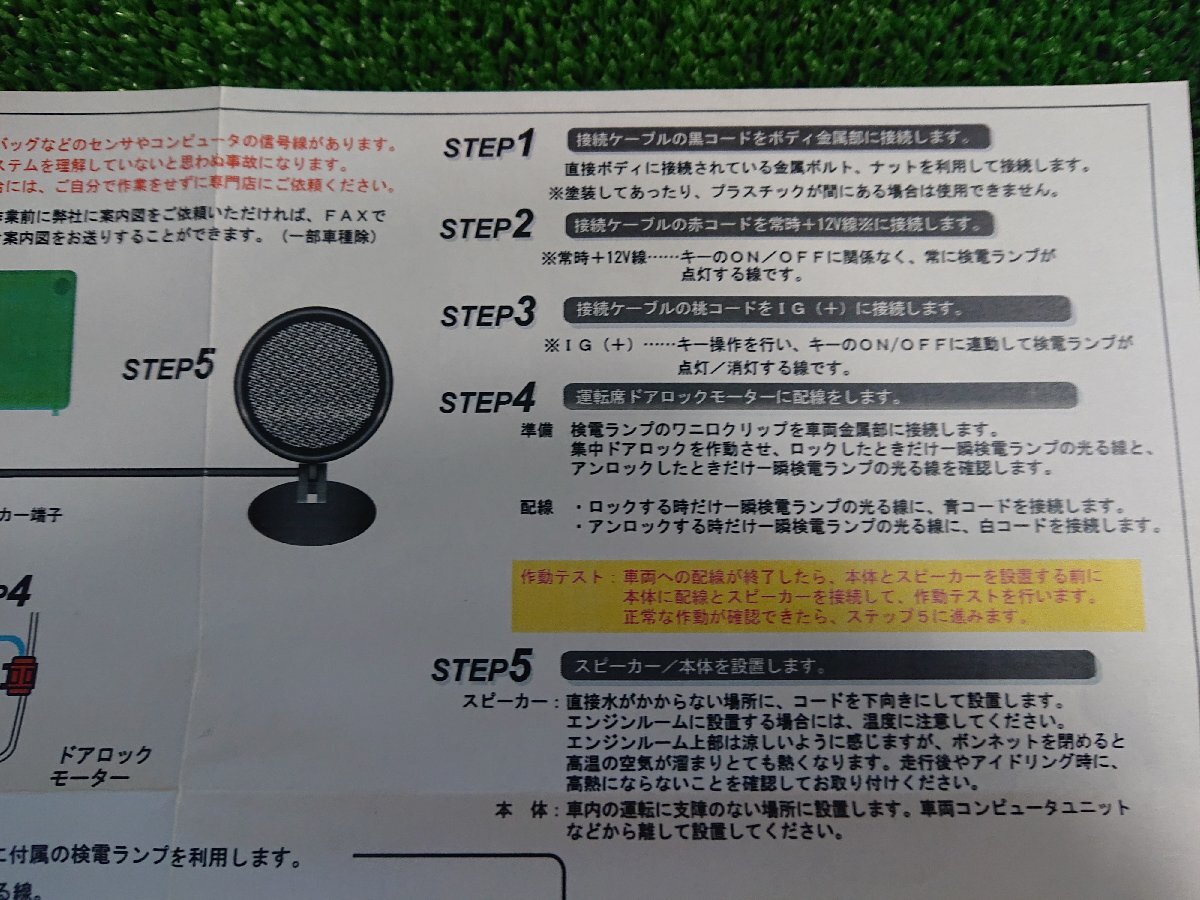 バッグなどのセンサやコンピュータの信号線があります。
ステムを理解していないと思わぬ事故になります。
合には、ご自分で作業をせずに専門店にご依頼ください。
作業前に弊社に案内図をご依頼いただければ、ＦＡＸで
案内図をお送りすることができます。（一部車種除）
STEP5
カー端子
P4
ドアロック
モーター
STEP1 接続ケーブルの黒コードをボディ金属部に接続します。
直接ボディに接続されている金属ボルト、ナットを利用して接続します。
※塗装してあったり、プラスチックが間にある場合は使用できません。
STEP2 接続ケーブルの赤コードを常時＋12V線※に接続します。
※常時＋12V線……キーのＯＮ／ＯＦＦに関係なく、常に検電ランプが
点灯する線です。
STEP3 接続ケーブルの桃コードをＩＧ（＋）に接続します。
※ＩＧ（＋）……キー操作を行い、キーのON/OFFに連動して検電ランプが
点灯／消灯する線です。
STEP4 運転席ドアロックモーターに配線をします。
準備 検電ランプのワニ口クリップを車両金属部に接続します。
集中ドアロックを作動させ、ロックしたときだけ一瞬検電ランプの光る線と、
アンロックしたときだけ一瞬検電ランプの光る線を確認します。
配線 ・ロックする時だけ一瞬検電ランプの光る線に、青コードを接続します。
・アンロックする時だけ一瞬検電ランプの光る線に、白コードを接続します。
作動テスト：車両への配線が終了したら、本体とスピーカーを設置する前に
本体に配線とスピーカーを接続して、作動テストを行います。
正常な作動が確認できたら、ステップ５に進みます。
STEP5 スピーカー／本体を設置します。
スピーカー：直接水がかからない場所に、コードを下向きにして設置します。
エンジンルームに設置する場合には、温度に注意してください。
エンジンルーム上部は涼しいように感じますが、ボンネットを閉めると
高温の空気が溜まりとても熱くなります。走行後やアイドリング時に、
高熱にならないことを確認してお取り付けください。
本　体：車内の運転に支障のない場所に設置します。車両コンピュータユニット
などから離して設置してください。
に付属の検電ランプを利用します。
る線。